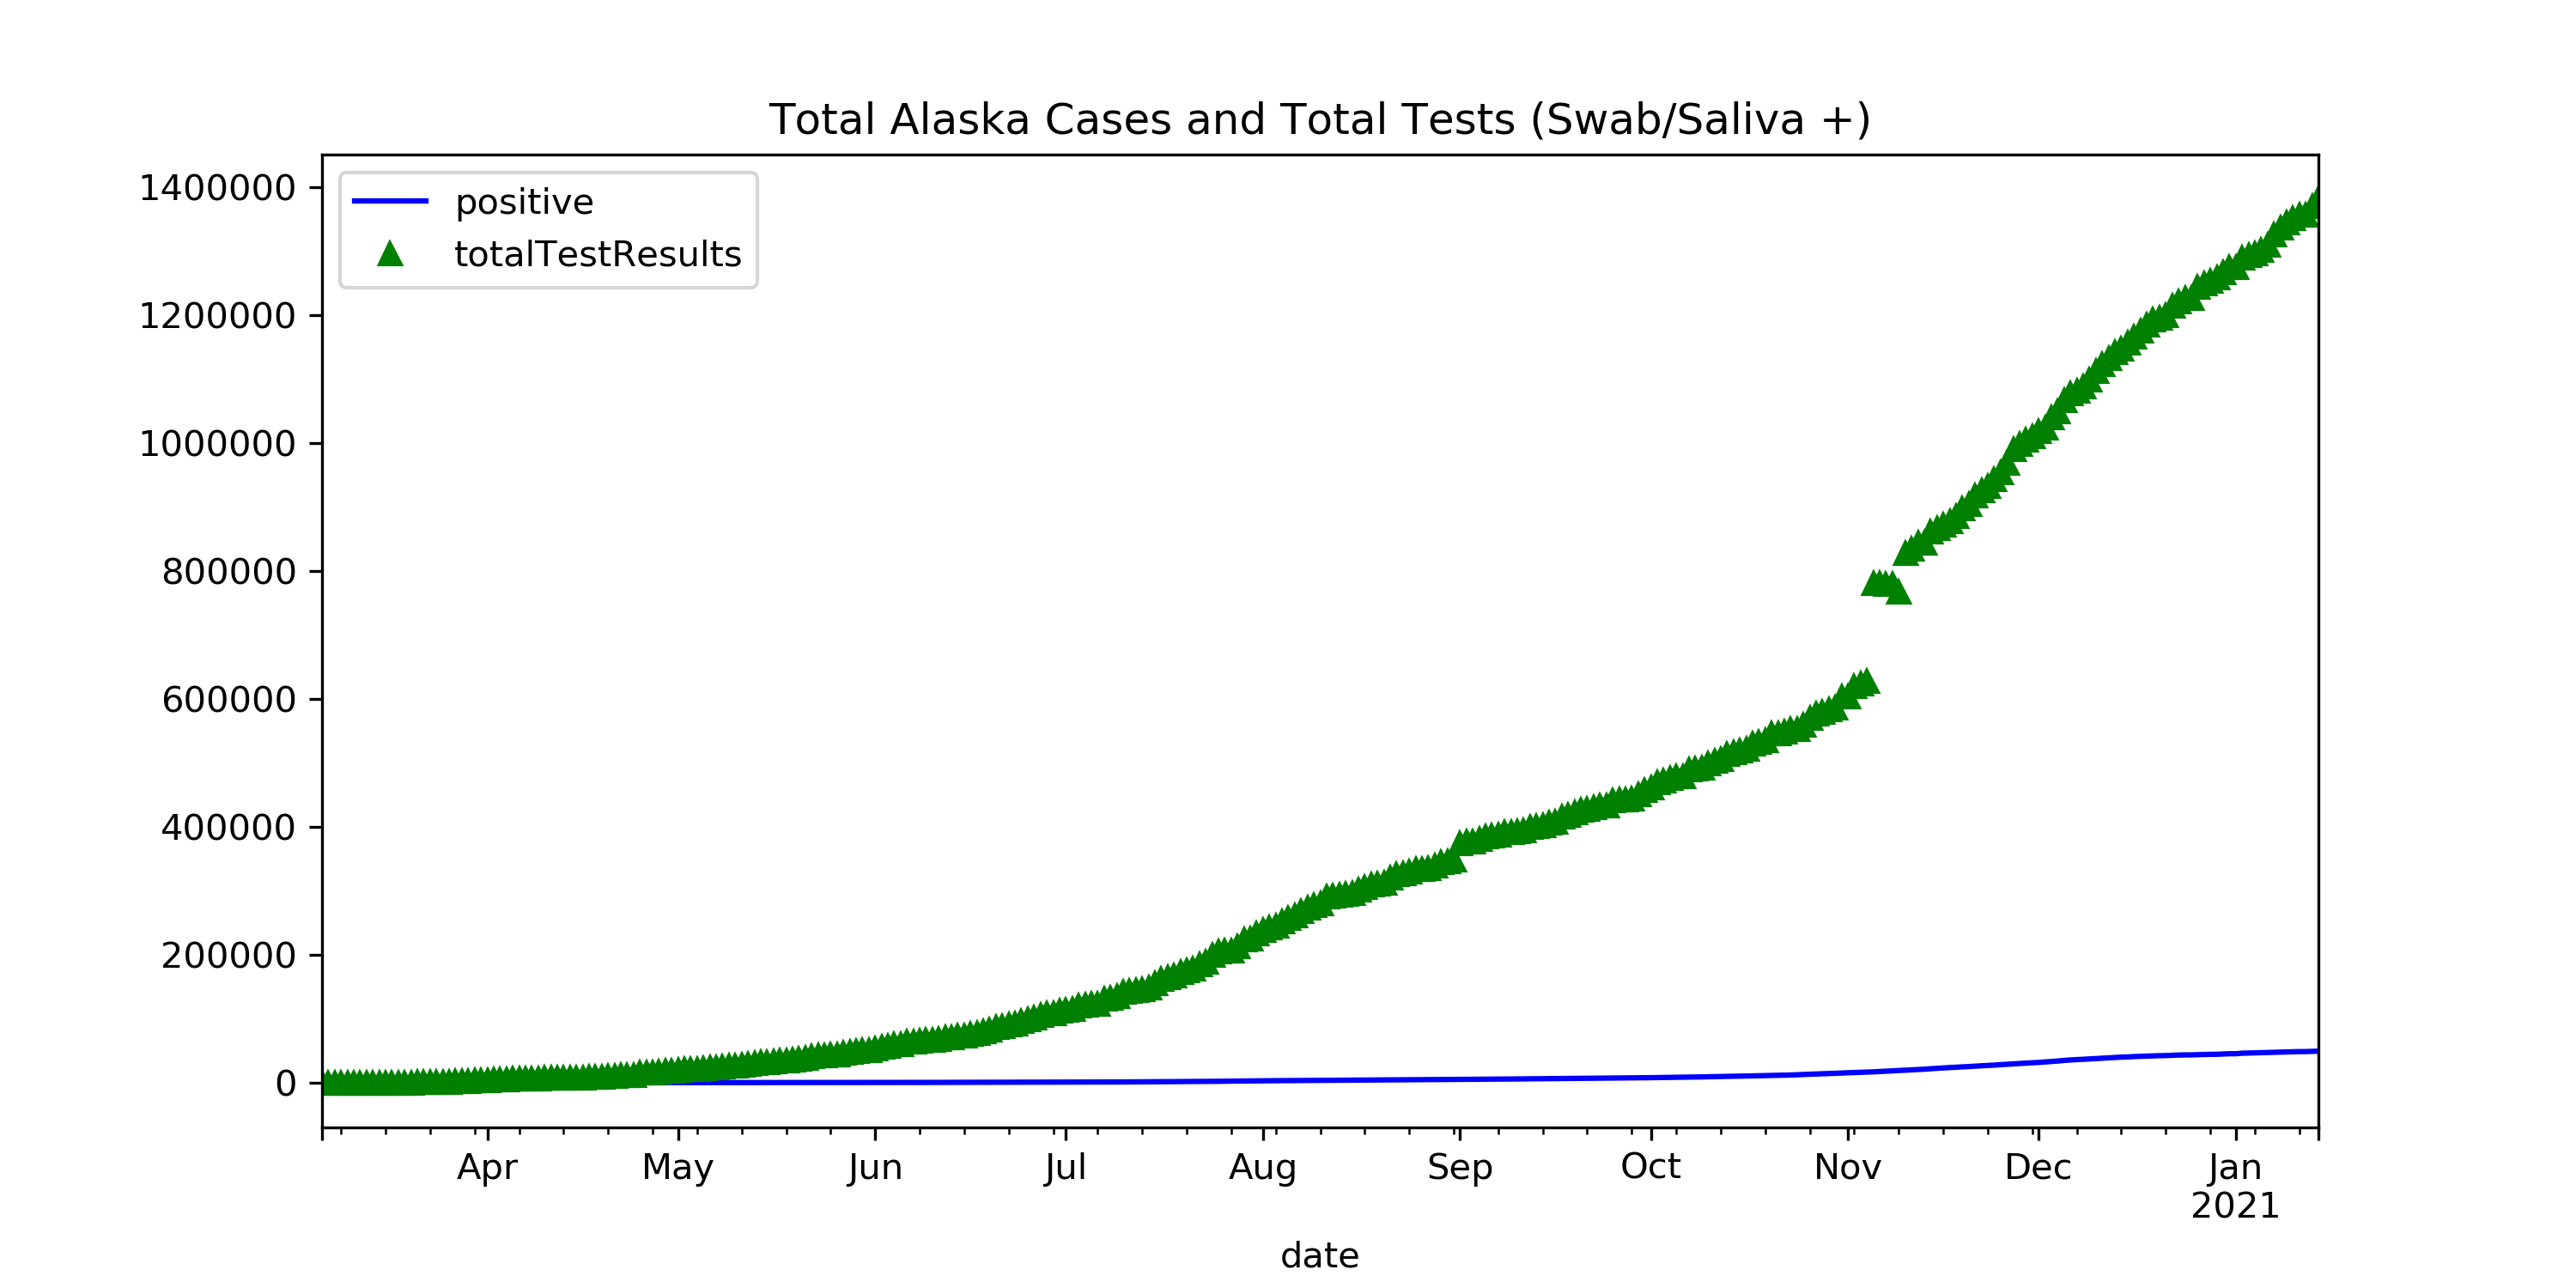 Total Alaska Cases and Total Tests (Swab/Saliva +)
positive
totalTestResults
1400000
1200000
1000000
800000
600000
400000
200000
0
Apr May Jun Jul Aug Sep Oct Nov Dec Jan
2021
date